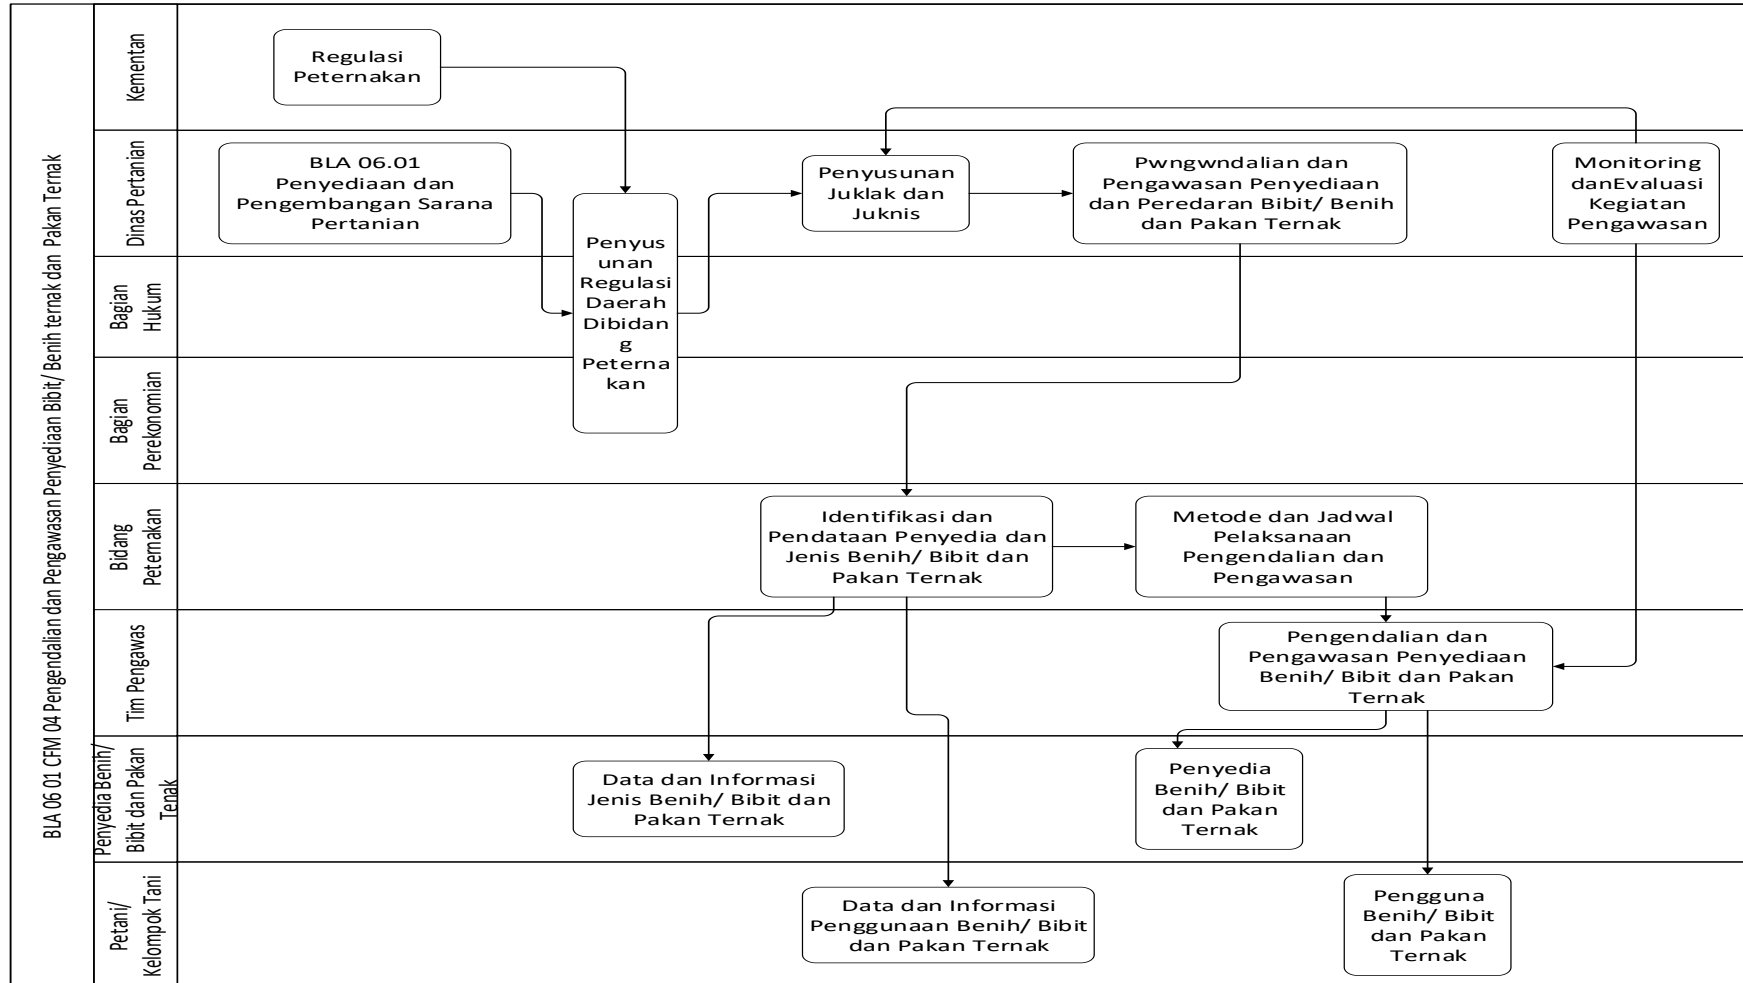 BLA 06 01 CFM 04 Pengendalian dan Pengawasan Penyediaan Bibit/ Benih ternak dan Pakan Ternak
Kementan
Regulasi
Peternakan
Dinas Pertanian
BLA 06.01
Penyediaan dan
Pengembangan Sarana
Pertanian
Penyus
unan
Regulasi
Daerah
Dibidan
g
Peterna
kan
Penyusunan
Juklak dan
Juknis
Pwngwndalian dan
Pengawasan Penyediaan
dan Peredaran Bibit/ Benih
dan Pakan Ternak
Monitoring
danEvaluasi
Kegiatan
Pengawasan
Bagian
Hukum
Bagian
Perekonomian
Bidang
Peternakan
Identifikasi dan
Pendataan Penyedia dan
Jenis Benih/ Bibit dan
Pakan Ternak
Metode dan Jadwal
Pelaksanaan
Pengendalian dan
Pengawasan
Tim Pengawas
Pengendalian dan
Pengawasan Penyediaan
Benih/ Bibit dan Pakan
Ternak
Penyedia Benih/
Bibit dan Pakan
Tenak
Data dan Informasi
Jenis Benih/ Bibit dan
Pakan Ternak
Penyedia
Benih/ Bibit
dan Pakan
Ternak
Petani/
Kelompok Tani
Data dan Informasi
Penggunaan Benih/ Bibit
dan Pakan Ternak
Pengguna
Benih/ Bibit
dan Pakan
Ternak